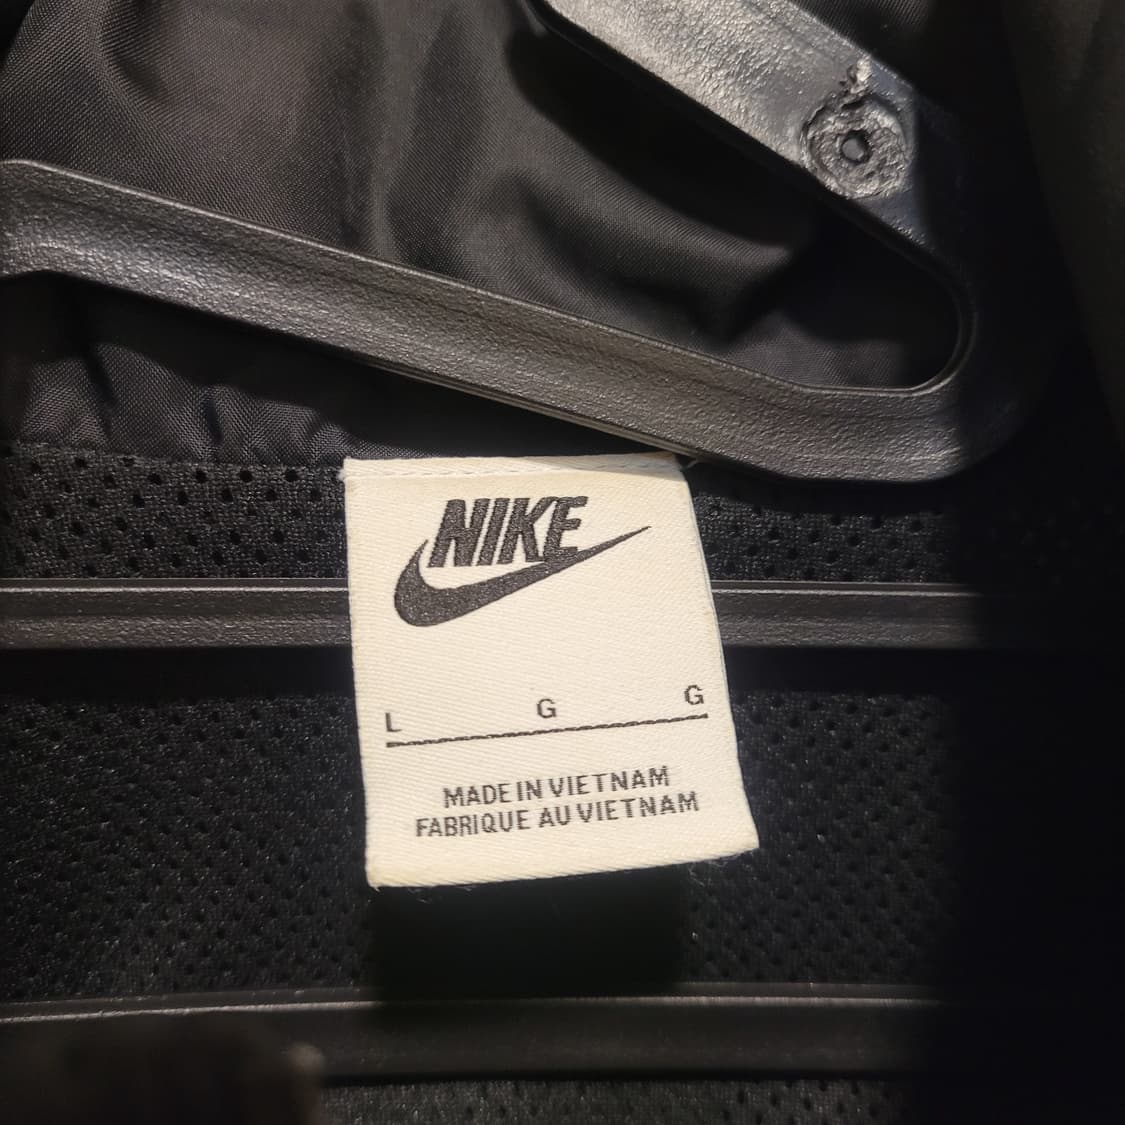 NIKE
L G G
MADE IN VIETNAM
FABRIQUE AU VIETNAM